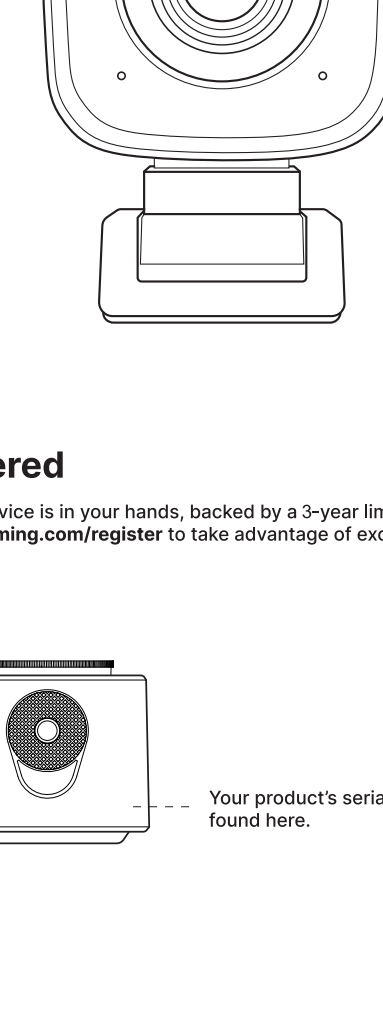 ered
vice is in your hands, backed by a 3-year lim
ming.com/register to take advantage of exc
Your product’s seria
found here.